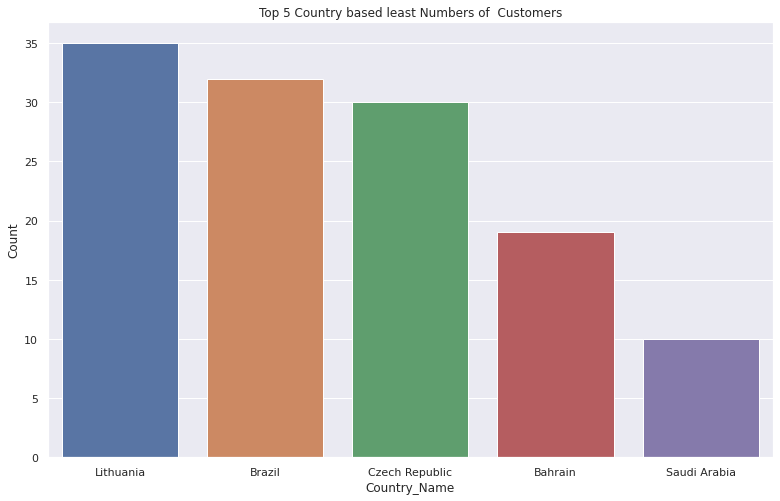 Top 5 Country based least Numbers of  Customers
Count
35
30
25
20
15
10
5
0
Lithuania Brazil Czech Republic Bahrain Saudi Arabia
Country_Name